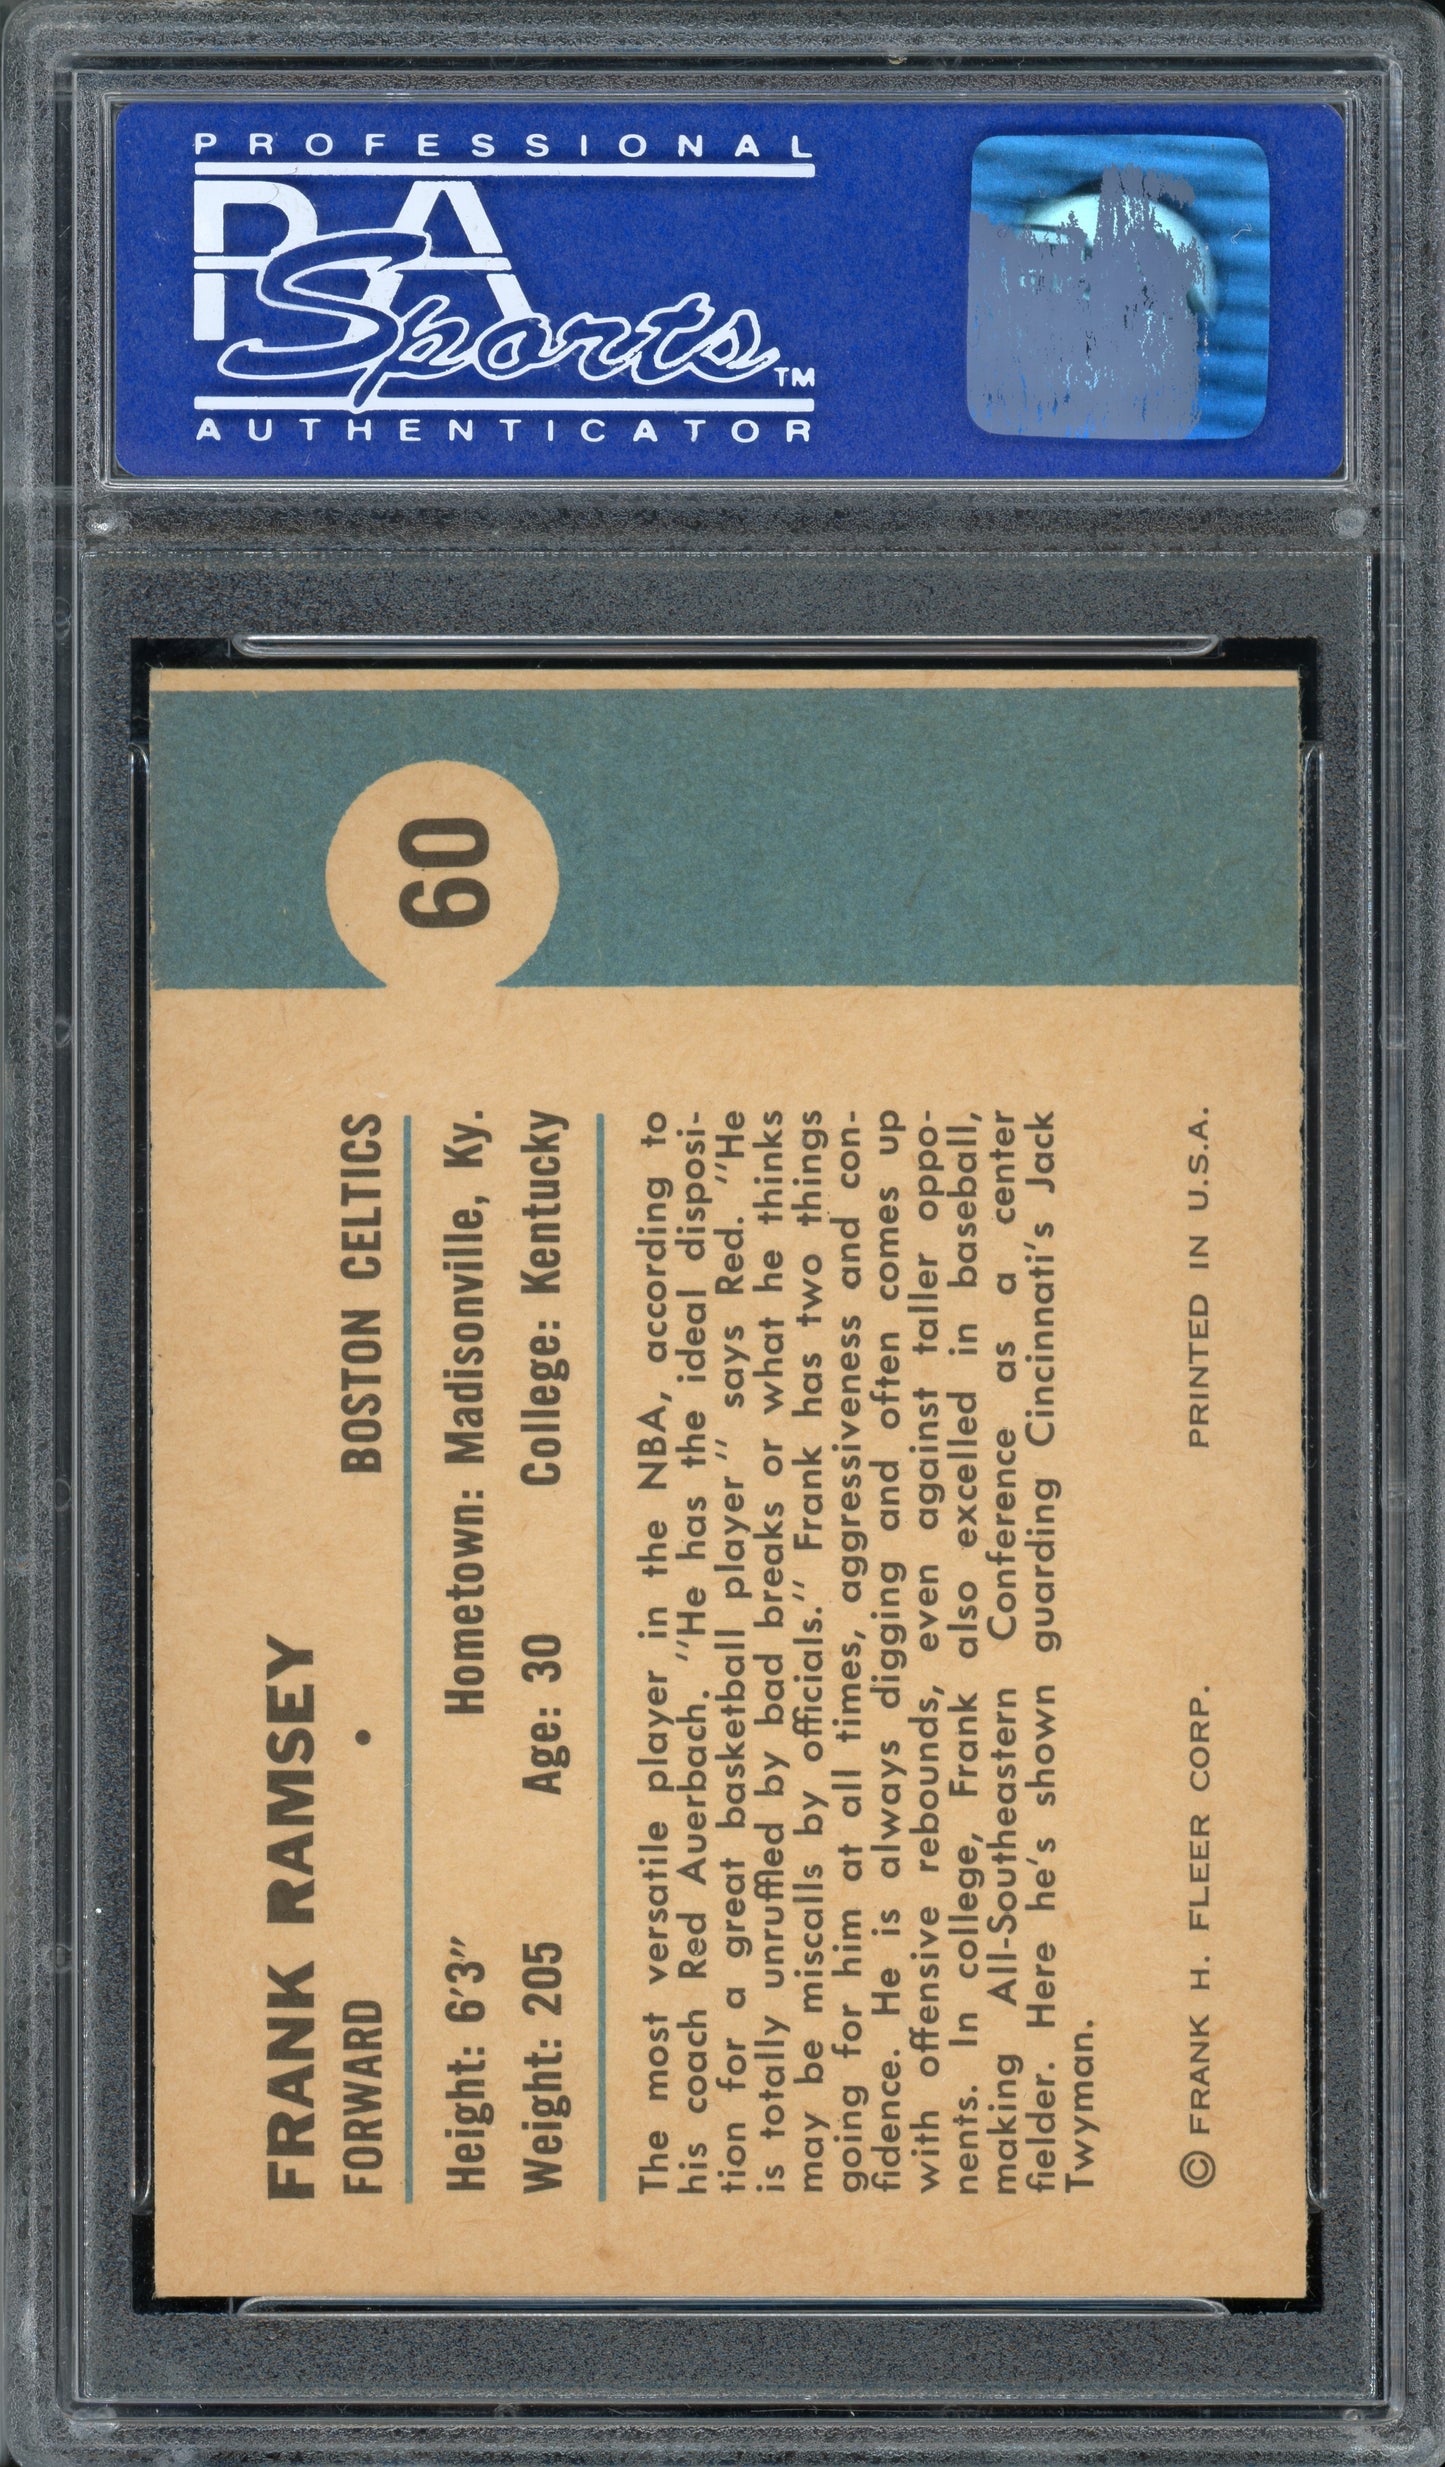 PROFESSIONAL
PSA
Sports™
AUTHENTICATOR
60
FRANK RAMSEY
FORWARD • BOSTON CELTICS
Height: 6'3" Hometown: Madisonville, Ky.
Weight: 205 Age: 30 College: Kentucky
The most versatile player in the NBA, according to
his coach Red Auerbach. "He has the ideal disposi-
tion for a great basketball player" says Red. "He
is totally unruffled by bad breaks or what he thinks
may be miscalls by officials." Frank has two things
going for him at all times, aggressiveness and con-
fidence. He is always digging and often comes up
with offensive rebounds, even against taller oppo-
nents. In college, Frank also excelled in baseball,
making All-Southeastern Conference as a center
fielder. Here he's shown guarding Cincinnati's Jack
Twyman.
© FRANK H. FLEER CORP. PRINTED IN U.S.A.